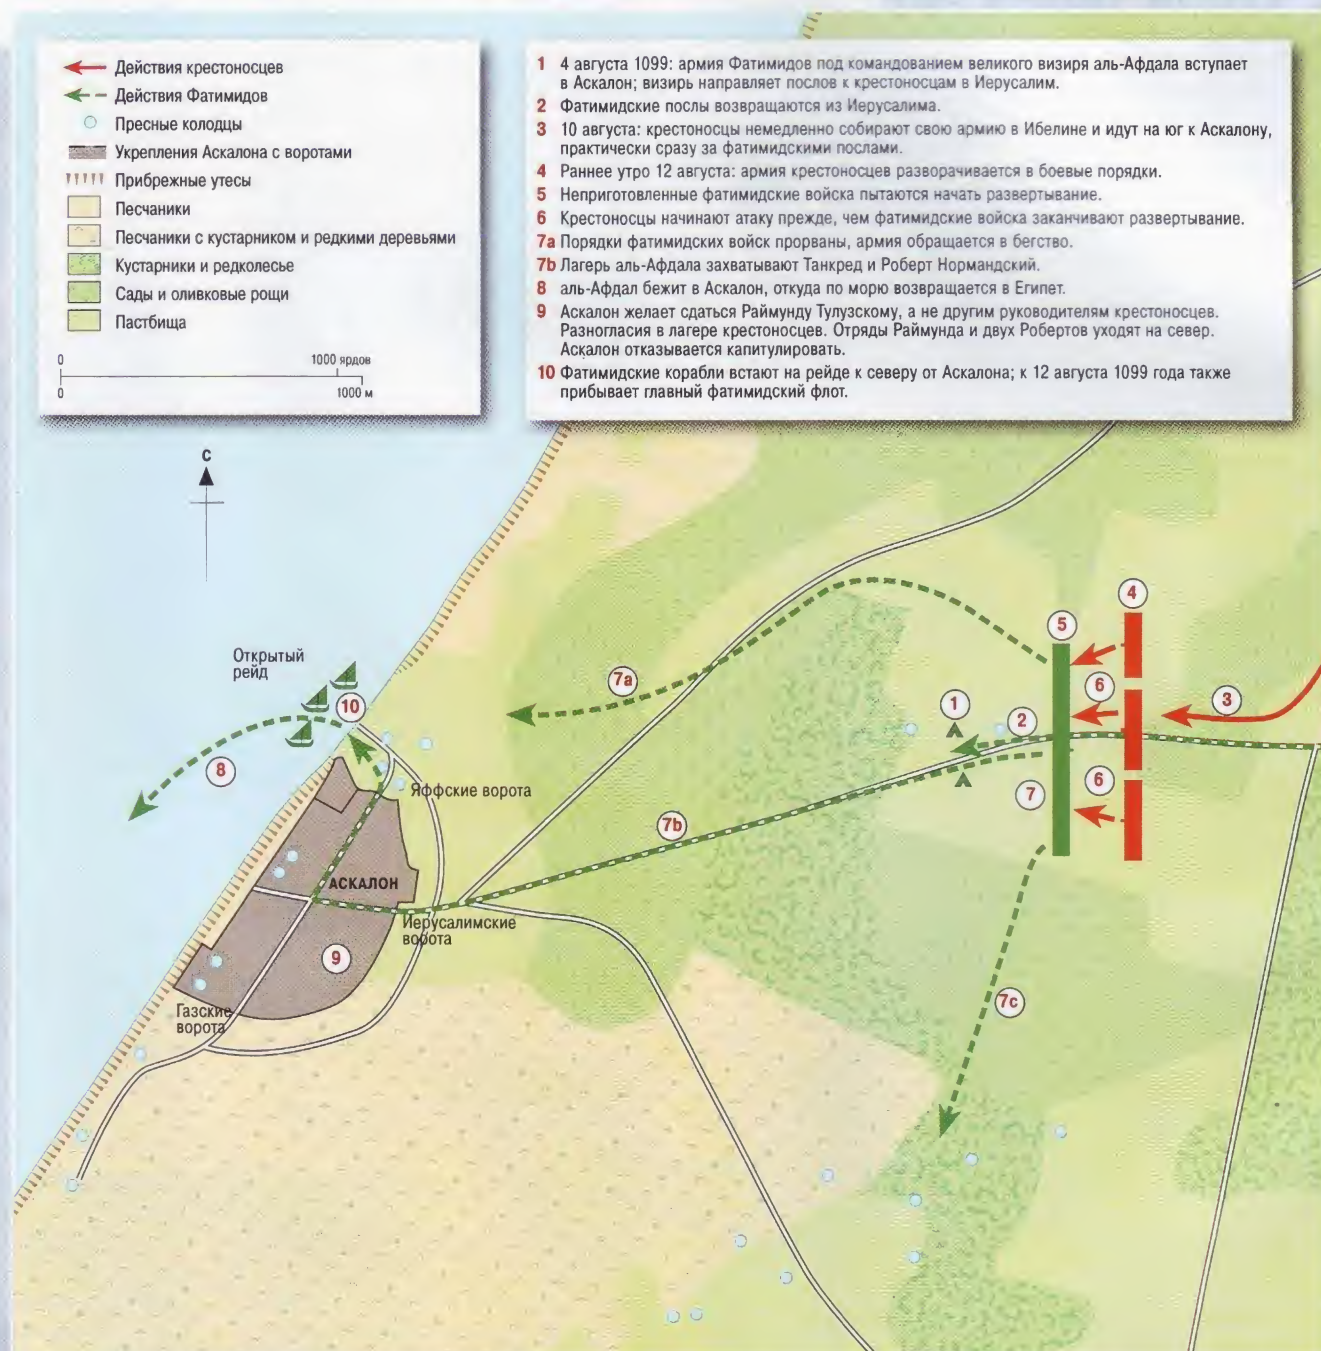 Действия крестоносцев
Действия Фатимидов
Пресные колодцы
Укрепления Аскалона с воротами
Прибрежные утесы
Песчаники
Песчаники с кустарником и редкими деревьями
Кустарники и редколесье
Сады и оливковые рощи
Пастбища
0 1000 ярдов
0 1000 м
1 4 августа 1099: армия Фатимидов под командованием великого визиря аль-Афдала вступает
в Аскалон; визирь направляет послов к крестоносцам в Иерусалим.
2 Фатимидские послы возвращаются из Иерусалима.
3 10 августа: крестоносцы немедленно собирают свою армию в Ибелине и идут на юг к Аскалону,
практически сразу за фатимидскими послами.
4 Раннее утро 12 августа: армия крестоносцев разворачивается в боевые порядки.
5 Неприготовленные фатимидские войска пытаются начать развертывание.
6 Крестоносцы начинают атаку прежде, чем фатимидские войска заканчивают развертывание.
7a Порядки фатимидских войск прорваны, армия обращается в бегство.
7b Лагерь аль-Афдала захватывают Танкред и Роберт Нормандский.
8 аль-Афдал бежит в Аскалон, откуда по морю возвращается в Египет.
9 Аскалон желает сдаться Раймунду Тулузскому, а не другим руководителям крестоносцев.
Разногласия в лагере крестоносцев. Отряды Раймунда и двух Робертов уходят на север.
Аскалон отказывается капитулировать.
10 Фатимидские корабли встают на рейде к северу от Аскалона; к 12 августа 1099 года также
прибывает главный фатимидский флот.
С
4
5
Открытый
рейд
7a
6
3
10
1
2
8
Яффские ворота
7
6
7b
АСКАЛОН
Иерусалимские
ворота
9
7c
Газские
ворота